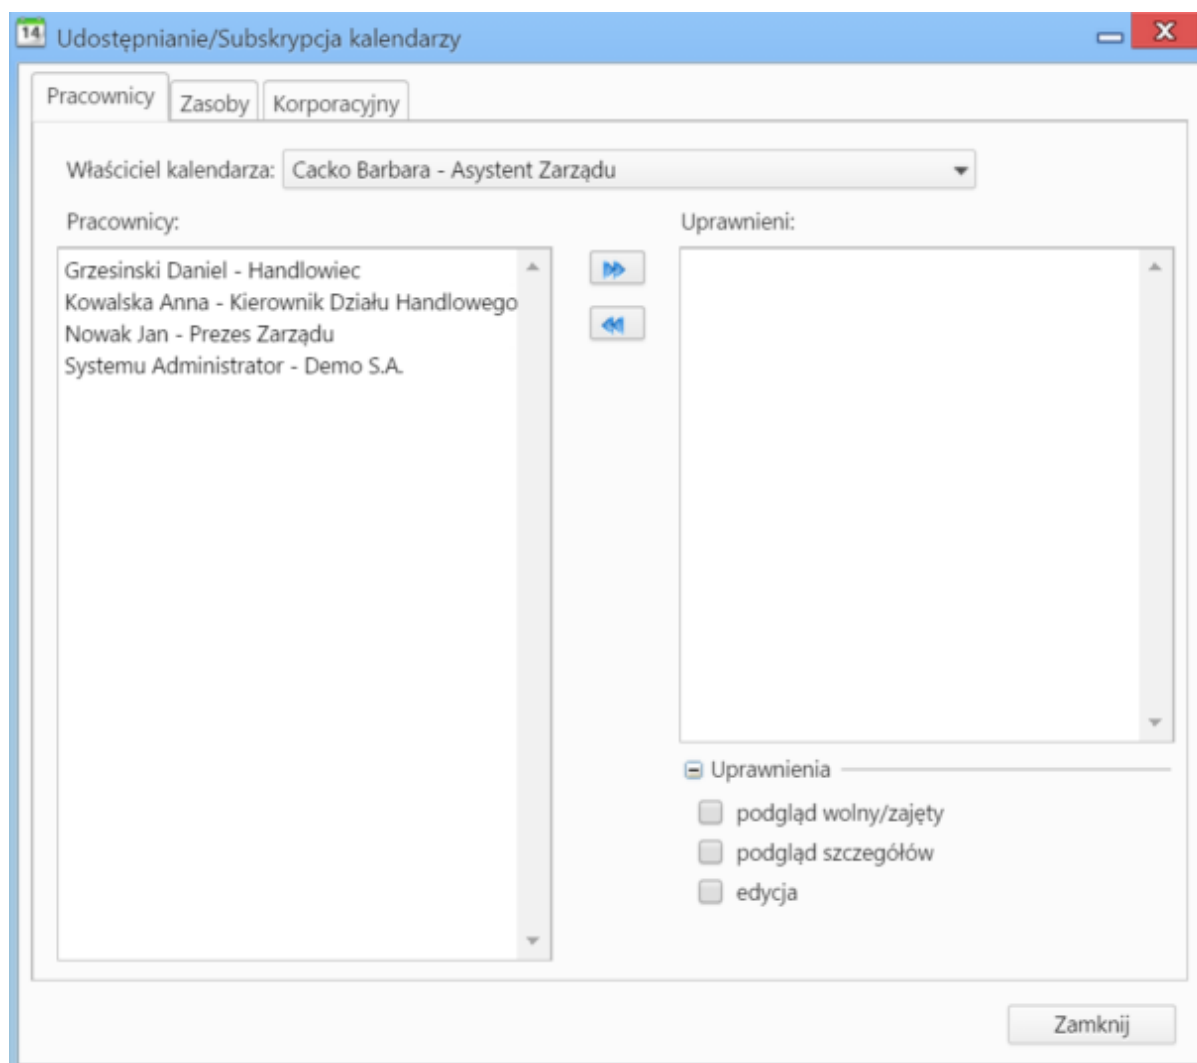 14
Udostępnianie/Subskrypcja kalendarzy
X
Pracownicy Zasoby Korporacyjny
Właściciel kalendarza: Cacko Barbara - Asystent Zarządu
Pracownicy:
Grzesinski Daniel - Handlowiec
Kowalska Anna - Kierownik Działu Handlowego
Nowak Jan - Prezes Zarządu
Systemu Administrator - Demo S.A.
Uprawnieni:
Uprawnienia
podgląd wolny/zajęty
podgląd szczegółów
edycja
Zamknij